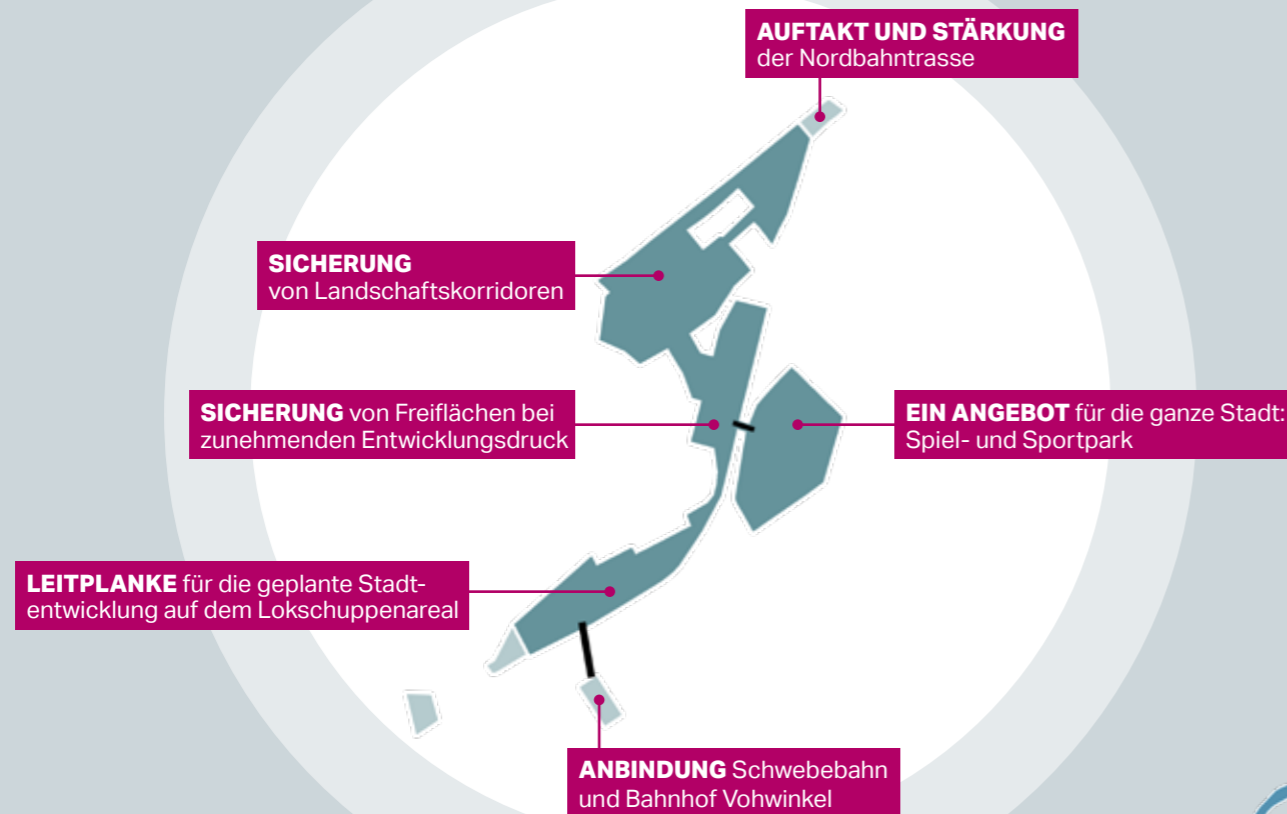 AUFTAKT UND STÄRKUNG
der Nordbahntrasse
SICHERUNG
von Landschaftskorridoren
SICHERUNG von Freiflächen bei
zunehmenden Entwicklungsdruck
EIN ANGEBOT für die ganze Stadt:
Spiel- und Sportpark
LEITPLANKE für die geplante Stadt-
entwicklung auf dem Lokschuppenareal
ANBINDUNG Schwebebahn
und Bahnhof Vohwinkel